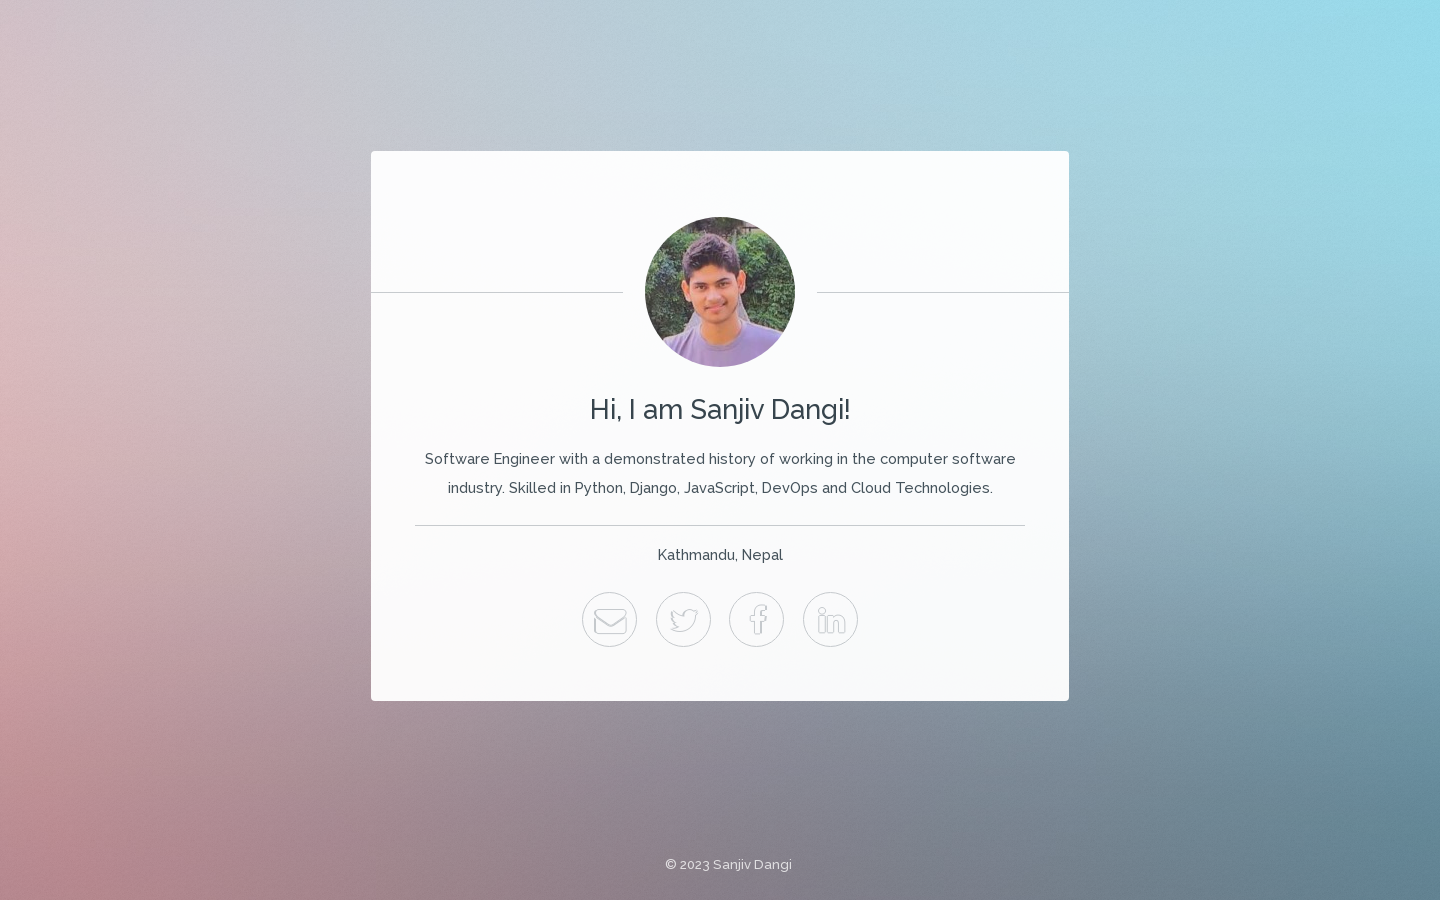 Hi, I am Sanjiv Dangi!
Software Engineer with a demonstrated history of working in the computer software
industry. Skilled in Python, Django, JavaScript, DevOps and Cloud Technologies.
Kathmandu, Nepal
© 2023 Sanjiv Dangi